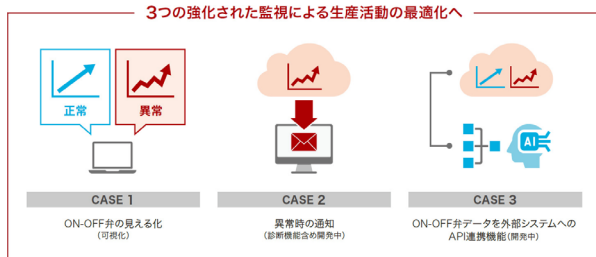 3つの強化された監視による生産活動の最適化へ
正常
異常
CASE 1
ON-OFF弁の見える化
(可視化)
CASE 2
異常時の通知
(診断機能含め開発中)
AI
CASE 3
ON-OFF弁データを外部システムへの
API連携機能(開発中)